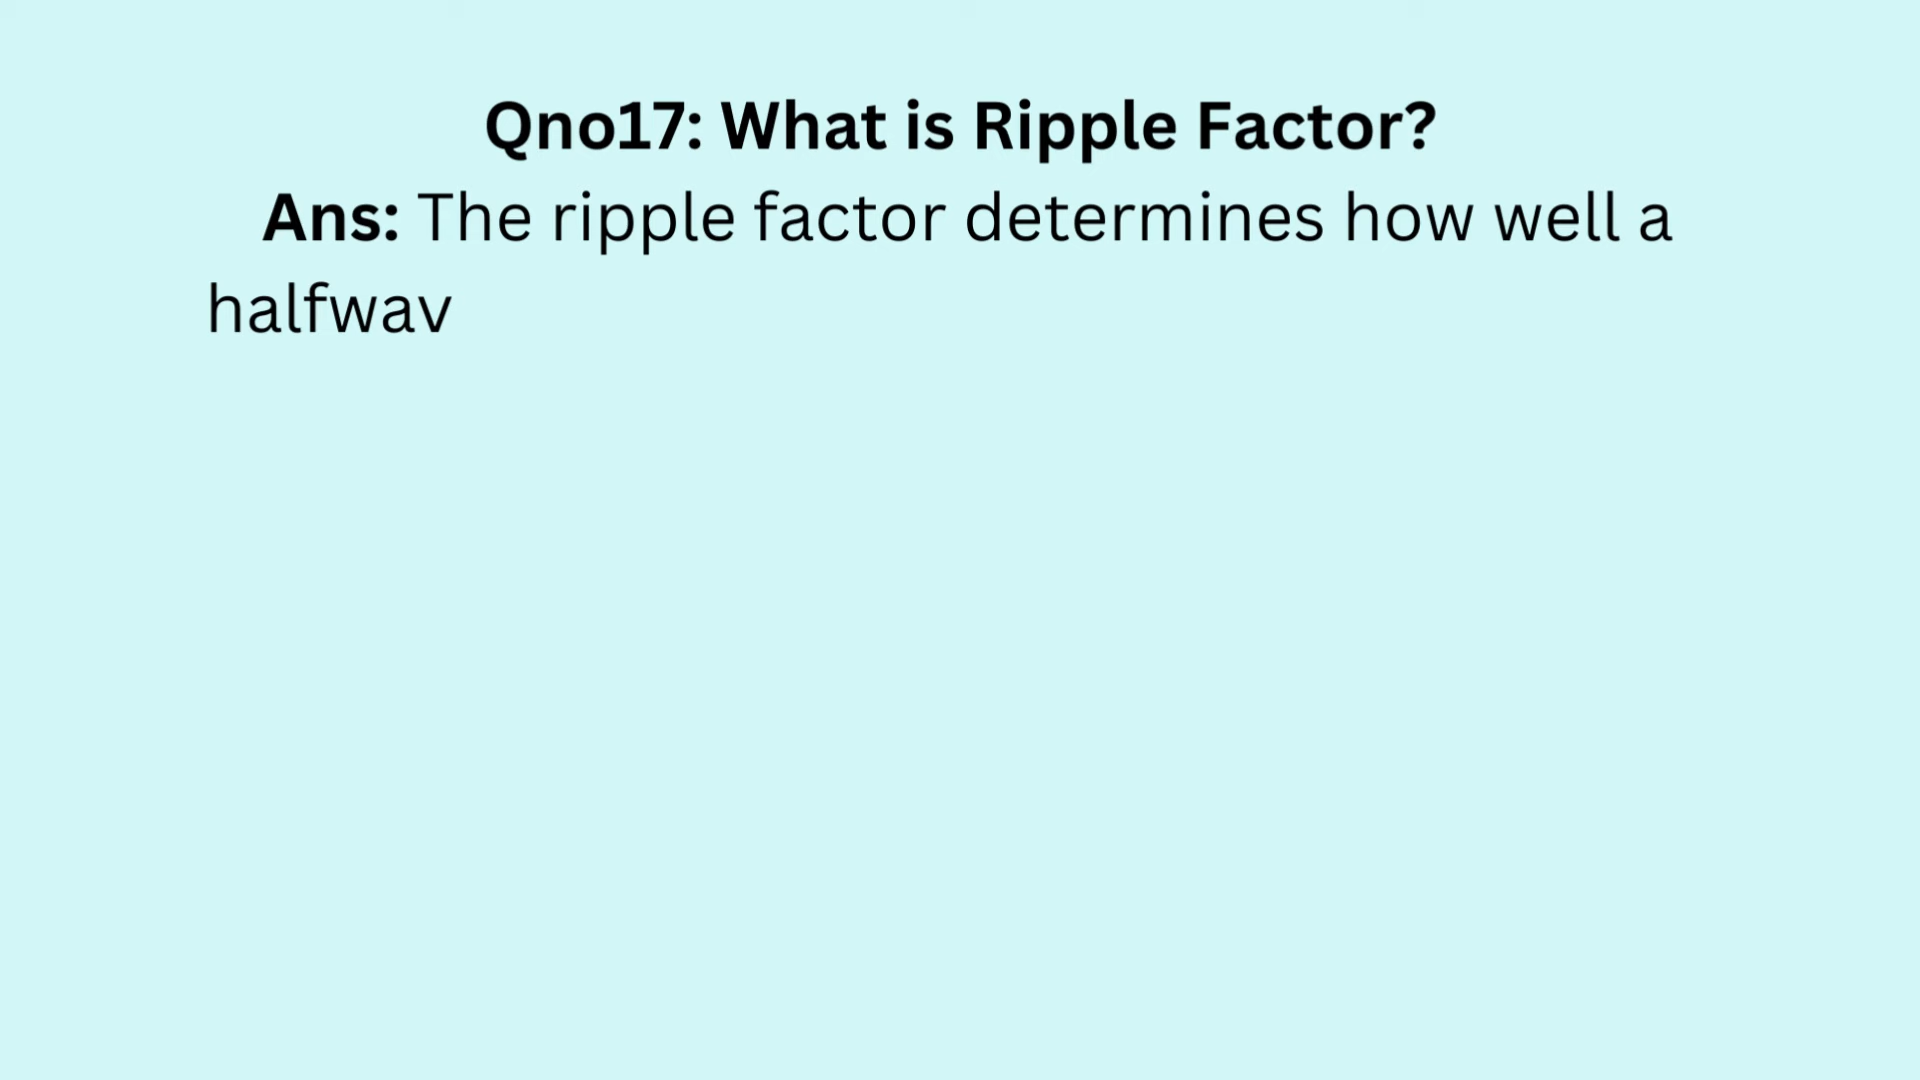 Qno17: What is Ripple Factor?
Ans: The ripple factor determines how well a
halfwav